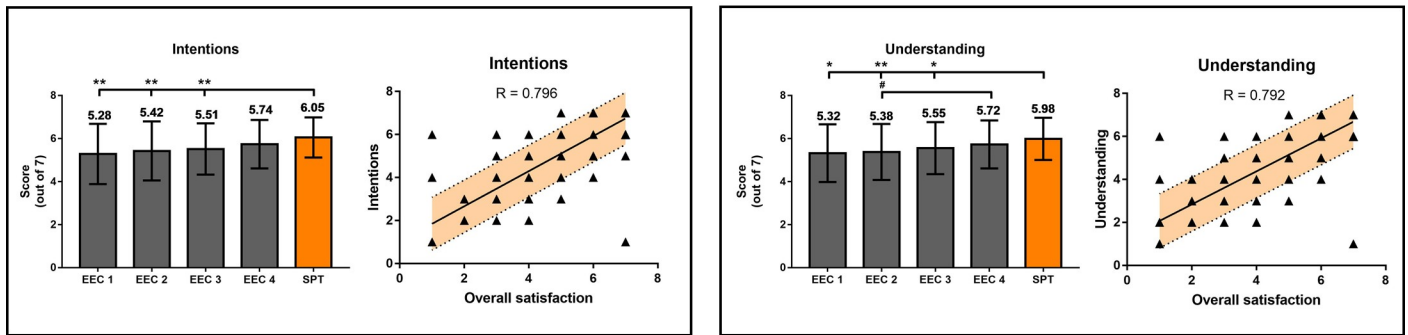 Intentions
** ** **
5.28 5.42 5.51 5.74 6.05
8
6
4
2
0
Score
(out of 7)
EEC 1 EEC 2 EEC 3 EEC 4 SPT
Intentions
R = 0.796
8
6
4
2
0
Intentions
0 2 4 6 8
Overall satisfaction
Understanding
* ** *
#
5.32 5.38 5.55 5.72 5.98
8
6
4
2
0
Score
(out of 7)
EEC 1 EEC 2 EEC 3 EEC 4 SPT
Understanding
R = 0.792
8
6
4
2
0
Understanding
0 2 4 6 8
Overall satisfaction